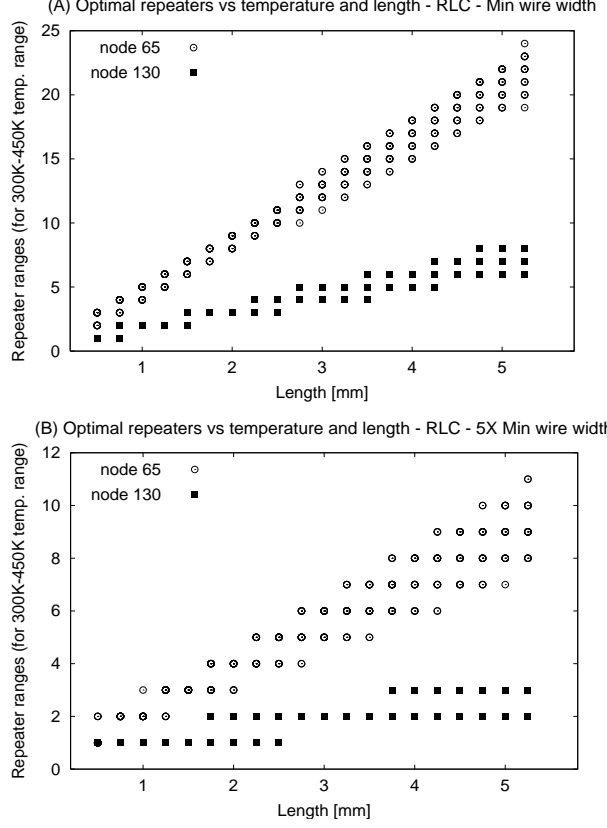 (A) Optimal repeaters vs temperature and length - RLC - Min wire width
Repeater ranges (for 300K-450K temp. range)
25
20
15
10
5
0
node 65
node 130
1 2 3 4 5
Length [mm]
(B) Optimal repeaters vs temperature and length - RLC - 5X Min wire width
Repeater ranges (for 300K-450K temp. range)
12
10
8
6
4
2
0
node 65
node 130
1 2 3 4 5
Length [mm]